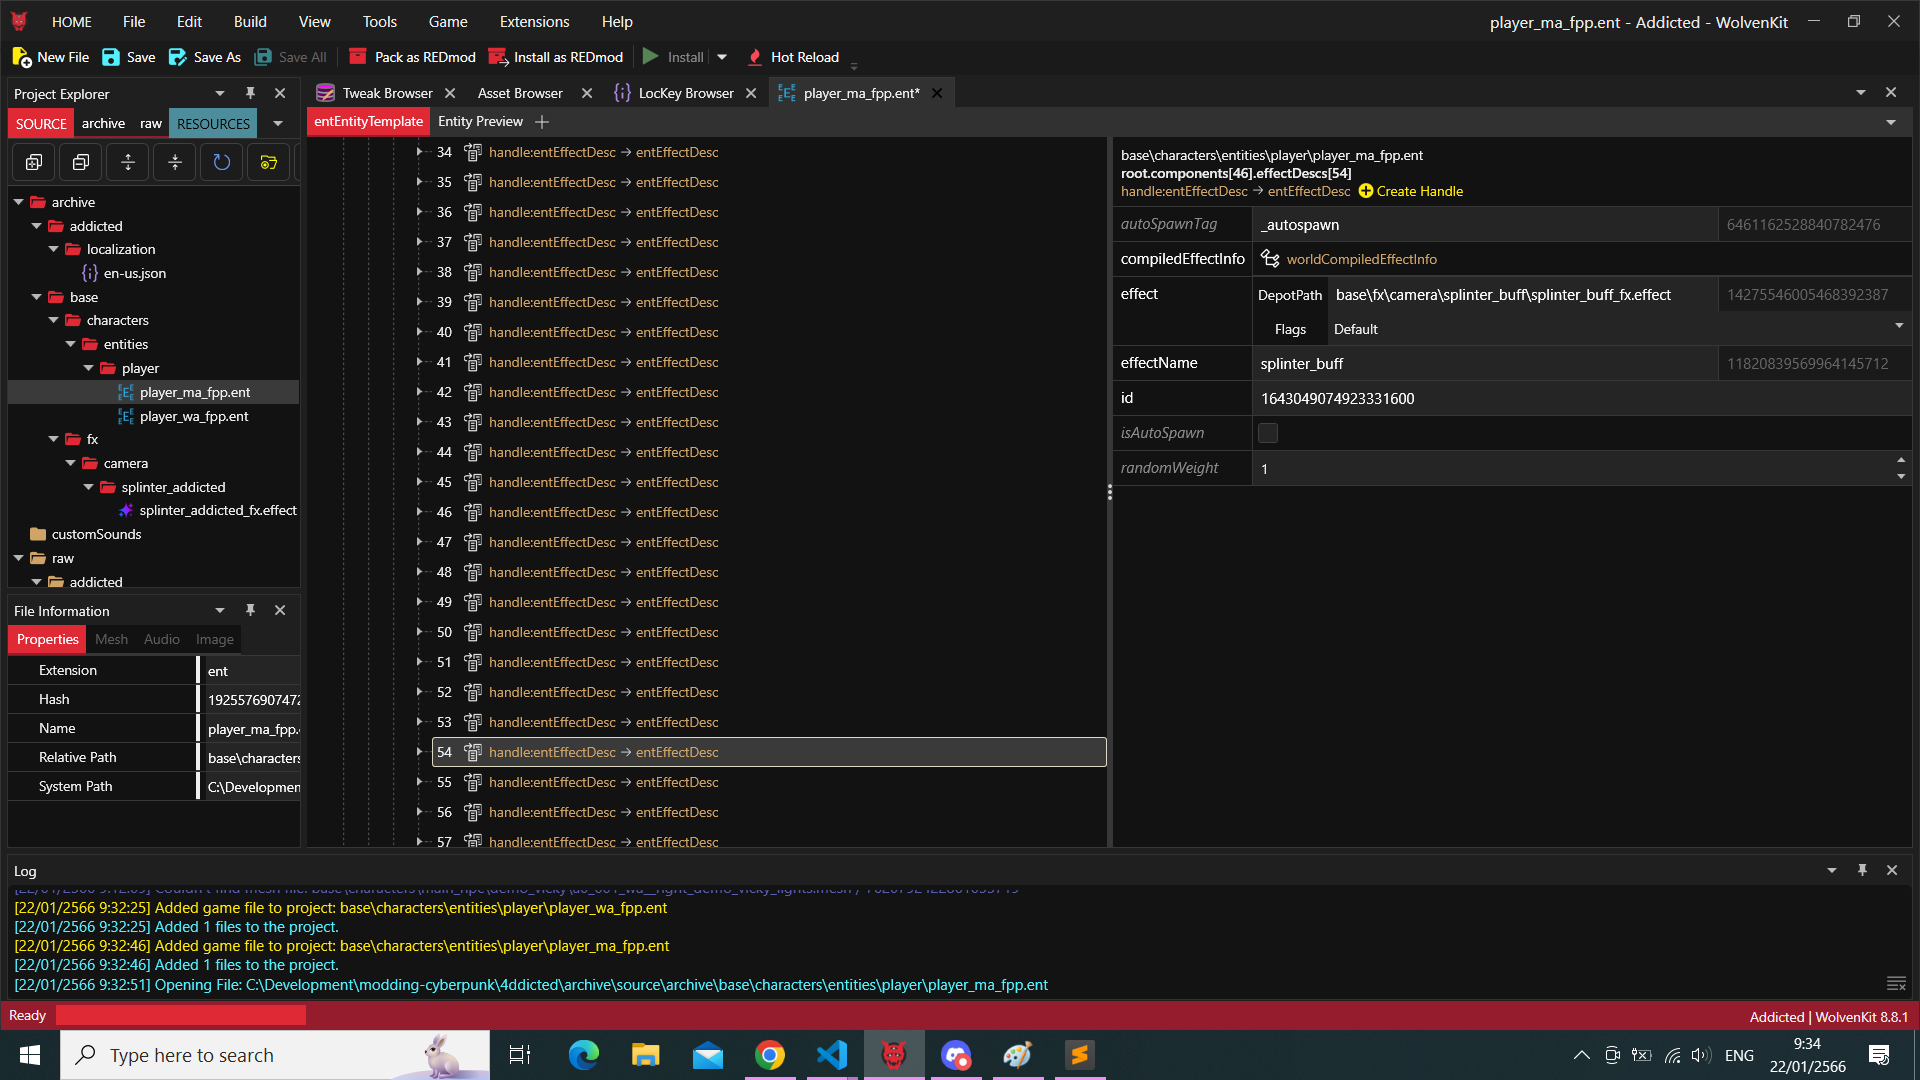 HOME File Edit Build View Tools Game Extensions Help
player_ma_fpp.ent - Addicted - WolvenKit
New File Save Save As Save All Pack as REDmod Install as REDmod Install Hot Reload
Project Explorer
SOURCE archive raw RESOURCES
archive
addicted
localization
en-us.json
base
characters
entities
player
player_ma_fpp.ent
player_wa_fpp.ent
fx
camera
splinter_addicted
splinter_addicted_fx.effect
customSounds
raw
addicted
File Information
Properties Mesh Audio Image
Extension ent
Hash 1925576907472
Name player_ma_fpp.
Relative Path base\characters
System Path C:\Developmen
Tweak Browser Asset Browser LocKey Browser player_ma_fpp.ent*
entEntityTemplate Entity Preview
34 handle:entEffectDesc → entEffectDesc
35 handle:entEffectDesc → entEffectDesc
36 handle:entEffectDesc → entEffectDesc
37 handle:entEffectDesc → entEffectDesc
38 handle:entEffectDesc → entEffectDesc
39 handle:entEffectDesc → entEffectDesc
40 handle:entEffectDesc → entEffectDesc
41 handle:entEffectDesc → entEffectDesc
42 handle:entEffectDesc → entEffectDesc
43 handle:entEffectDesc → entEffectDesc
44 handle:entEffectDesc → entEffectDesc
45 handle:entEffectDesc → entEffectDesc
46 handle:entEffectDesc → entEffectDesc
47 handle:entEffectDesc → entEffectDesc
48 handle:entEffectDesc → entEffectDesc
49 handle:entEffectDesc → entEffectDesc
50 handle:entEffectDesc → entEffectDesc
51 handle:entEffectDesc → entEffectDesc
52 handle:entEffectDesc → entEffectDesc
53 handle:entEffectDesc → entEffectDesc
54 handle:entEffectDesc → entEffectDesc
55 handle:entEffectDesc → entEffectDesc
56 handle:entEffectDesc → entEffectDesc
57 handle:entEffectDesc → entEffectDesc
base\characters\entities\player\player_ma_fpp.ent
root.components[46].effectDescs[54]
handle:entEffectDesc → entEffectDesc Create Handle
autoSpawnTag _autospawn 6461162528840782476
compiledEffectInfo worldCompiledEffectInfo
effect DepotPath base\fx\camera\splinter_buff\splinter_buff_fx.effect 14275546005468392387
Flags Default
effectName splinter_buff 11820839569964145712
id 1643049074923331600
isAutoSpawn
randomWeight 1
Log
[22/01/2566 9:32:25] Added game file to project: base\characters\entities\player\player_wa_fpp.ent
[22/01/2566 9:32:25] Added 1 files to the project.
[22/01/2566 9:32:46] Added game file to project: base\characters\entities\player\player_ma_fpp.ent
[22/01/2566 9:32:46] Added 1 files to the project.
[22/01/2566 9:32:51] Opening File: C:\Development\modding-cyberpunk\4ddicted\archive\source\archive\base\characters\entities\player\player_ma_fpp.ent
Ready
Addicted | WolvenKit 8.8.1
Type here to search
ENG
9:34
22/01/2566